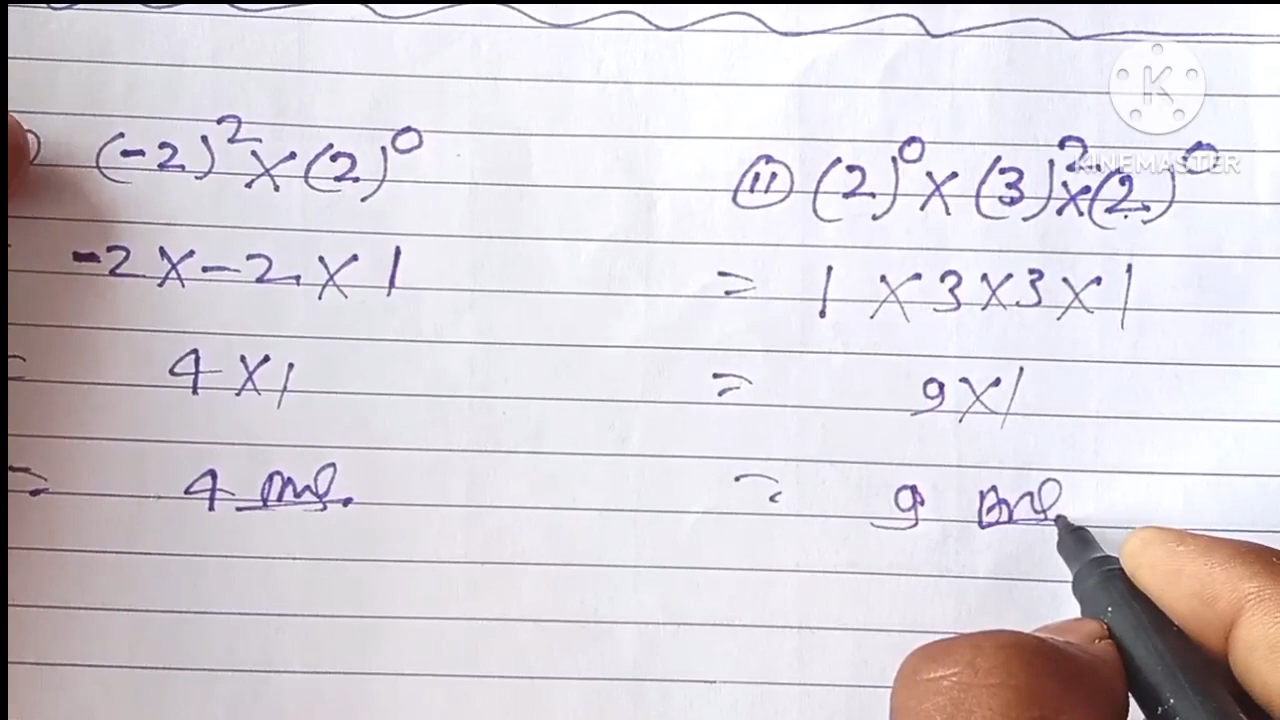 ) (-2)² × (2)⁰
-2 × -2 × 1
= 4 × 1
= 4 Ans.
(ii) (2)⁰ × (3)² × (2)⁰
= 1 × 3 × 3 × 1
= 9 × 1
= 9 Ans
K
KINEMASTER